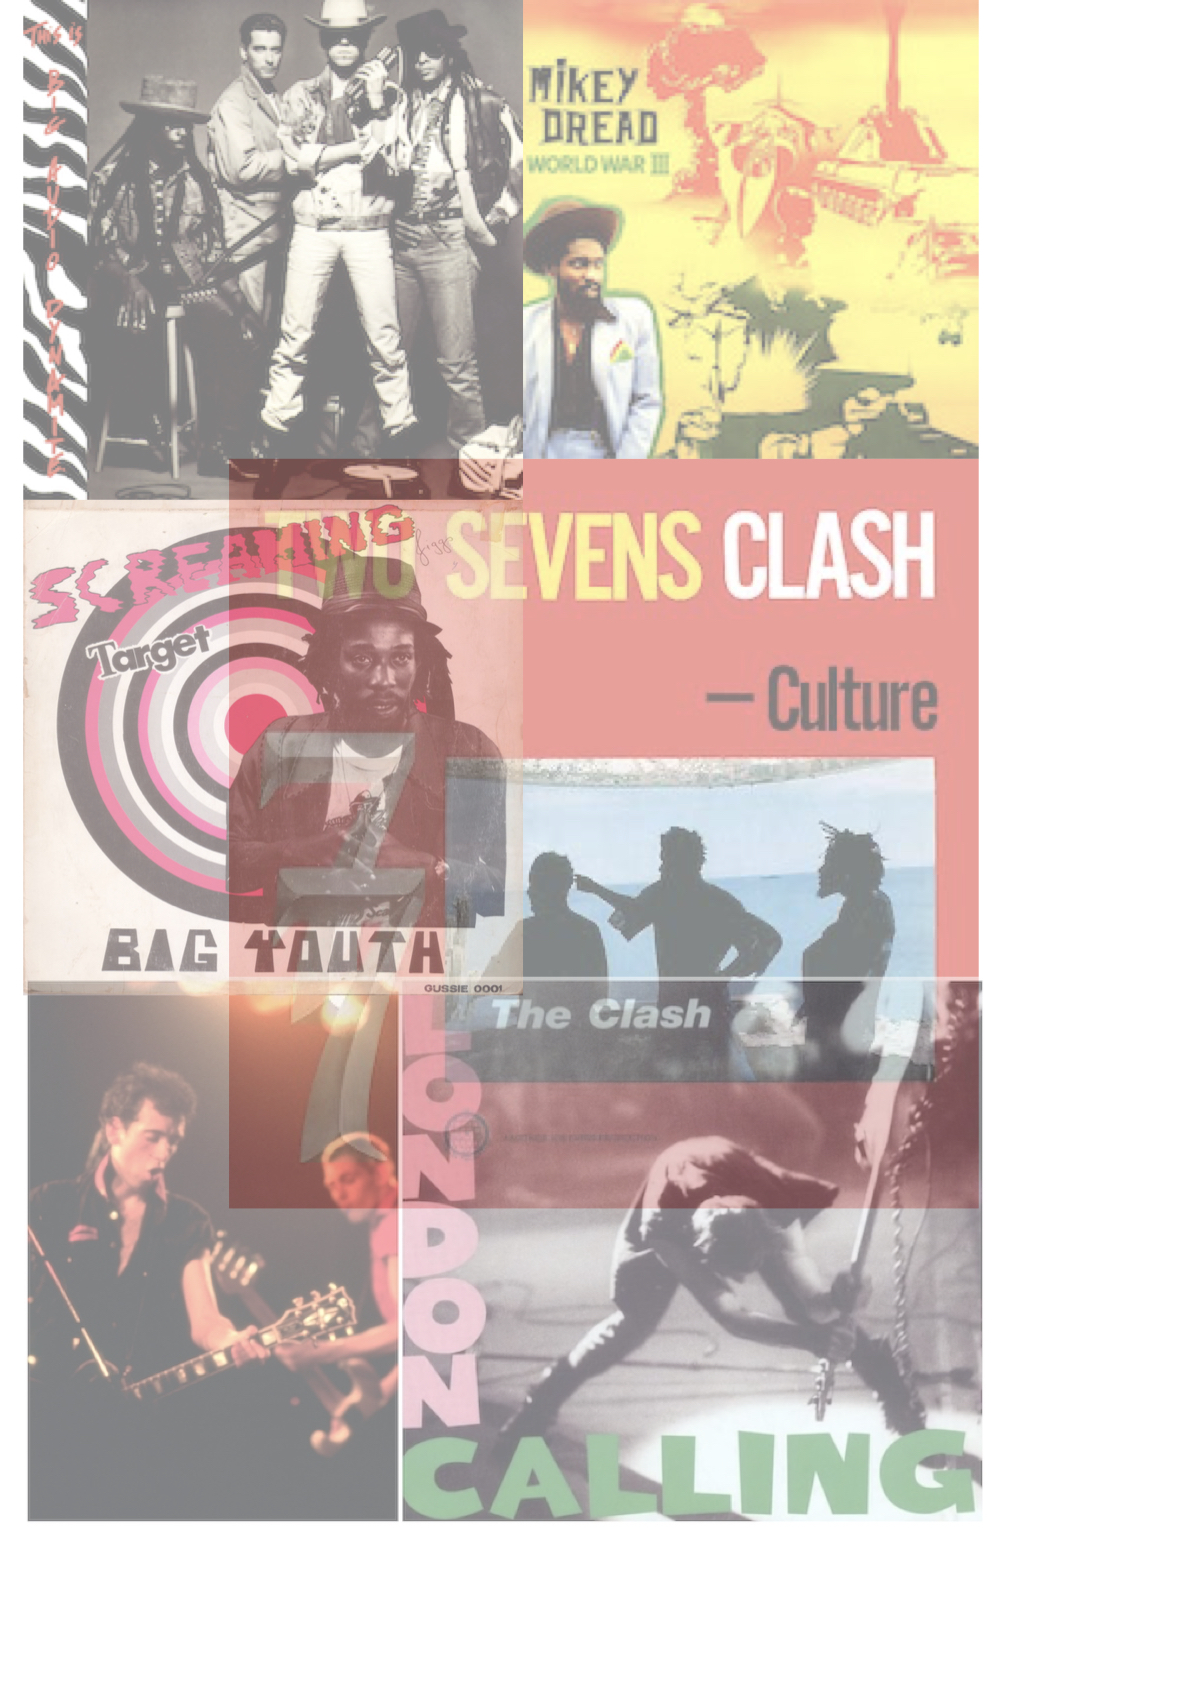 THIS IS
BIG AUDIO DYNAMITE
MIKEY
DREAD
WORLD WAR III
TWO SEVENS CLASH
SCREAMING
Target
– Culture
BIG YOUTH
GUSSIE 0001
The Clash
LONDON
CALLING